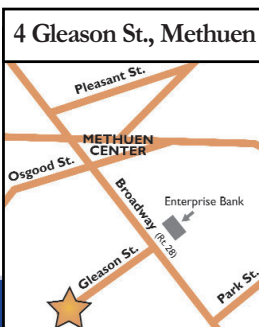 4 Gleason St., Methuen
Pleasant St.
METHUEN
CENTER
Osgood St.
Broadway
(Rt. 28)
Enterprise Bank
Gleason St.
Park St.